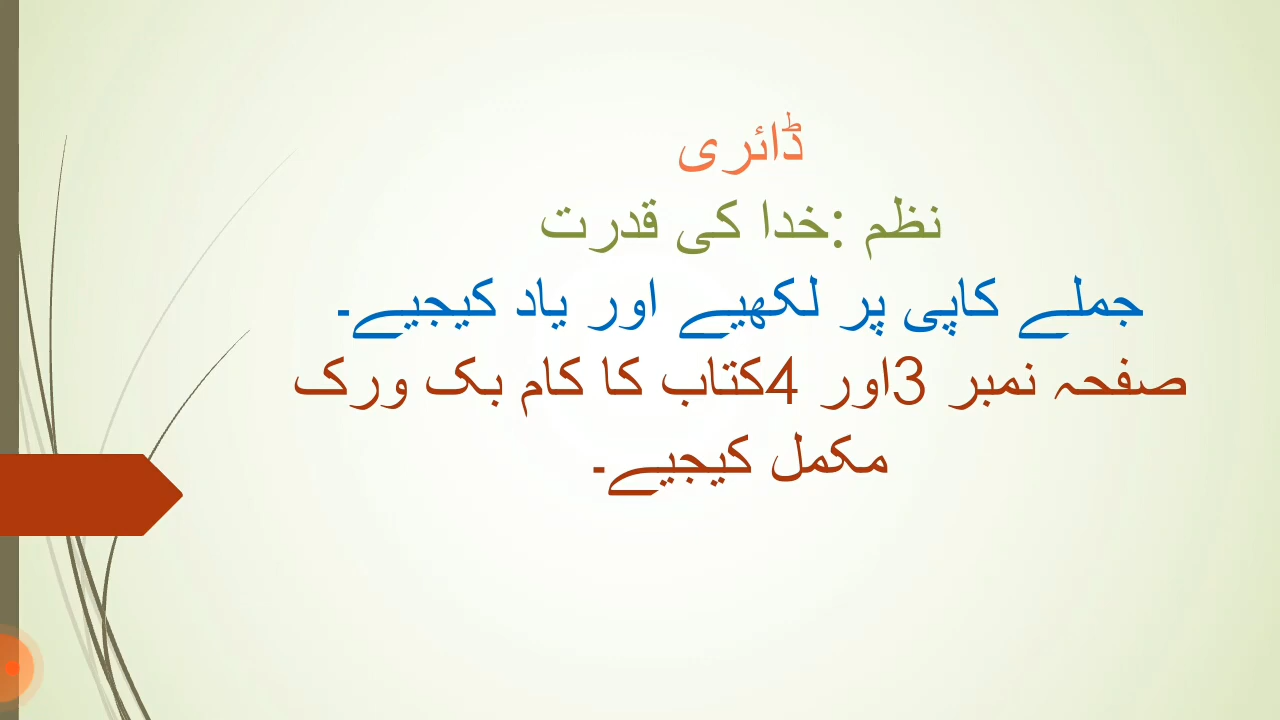 ڈائری
نظم :خدا کی قدرت
جملے کاپی پر لکھیے اور یاد کیجیے۔
صفحہ نمبر 3اور 4کتاب کا کام بک ورک
مکمل کیجیے۔